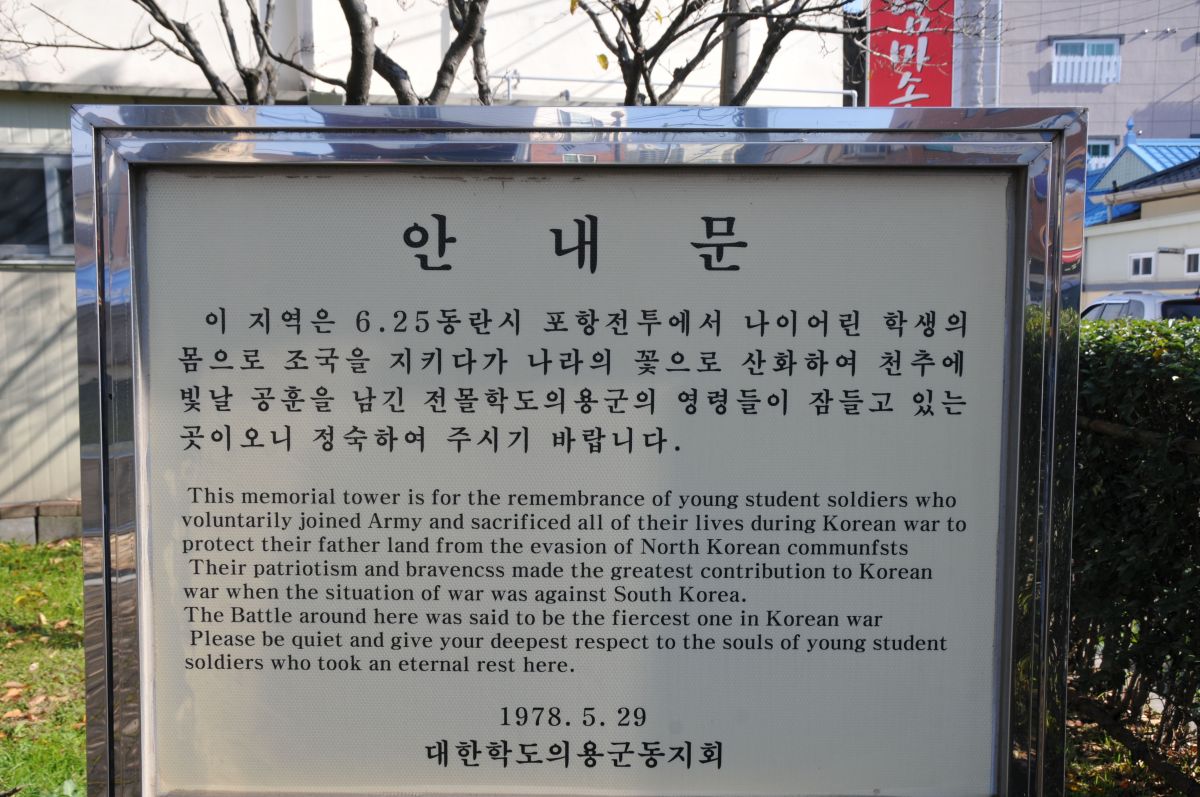 마소
안 내 문
이 지역은 6.25동란시 포항전투에서 나이어린 학생의
몸으로 조국을 지키다가 나라의 꽃으로 산화하여 천추에
빛날 공훈을 남긴 전몰학도의용군의 영령들이 잠들고 있는
곳이오니 정숙하여 주시기 바랍니다.
This memorial tower is for the remembrance of young student soldiers who
voluntarily joined Army and sacrificed all of their lives during Korean war to
protect their father land from the evasion of North Korean communfsts
Their patriotism and bravencss made the greatest contribution to Korean
war when the situation of war was against South Korea.
The Battle around here was said to be the fiercest one in Korean war
Please be quiet and give your deepest respect to the souls of young student
soldiers who took an eternal rest here.
1978. 5. 29
대한학도의용군동지회